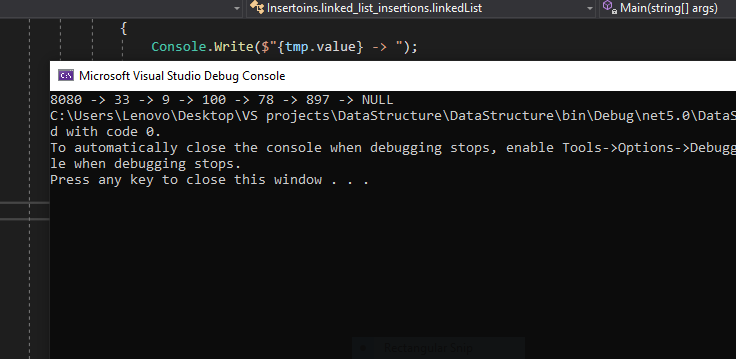 Insertoins.linked_list_insertions.linkedList
Main(string[] args)
{
Console.Write($"{tmp.value} -> ");
Microsoft Visual Studio Debug Console
8080 -> 33 -> 9 -> 100 -> 78 -> 897 -> NULL
C:\Users\Lenovo\Desktop\VS projects\DataStructure\DataStructure\bin\Debug\net5.0\DataS
d with code 0.
To automatically close the console when debugging stops, enable Tools->Options->Debugg
le when debugging stops.
Press any key to close this window . . .